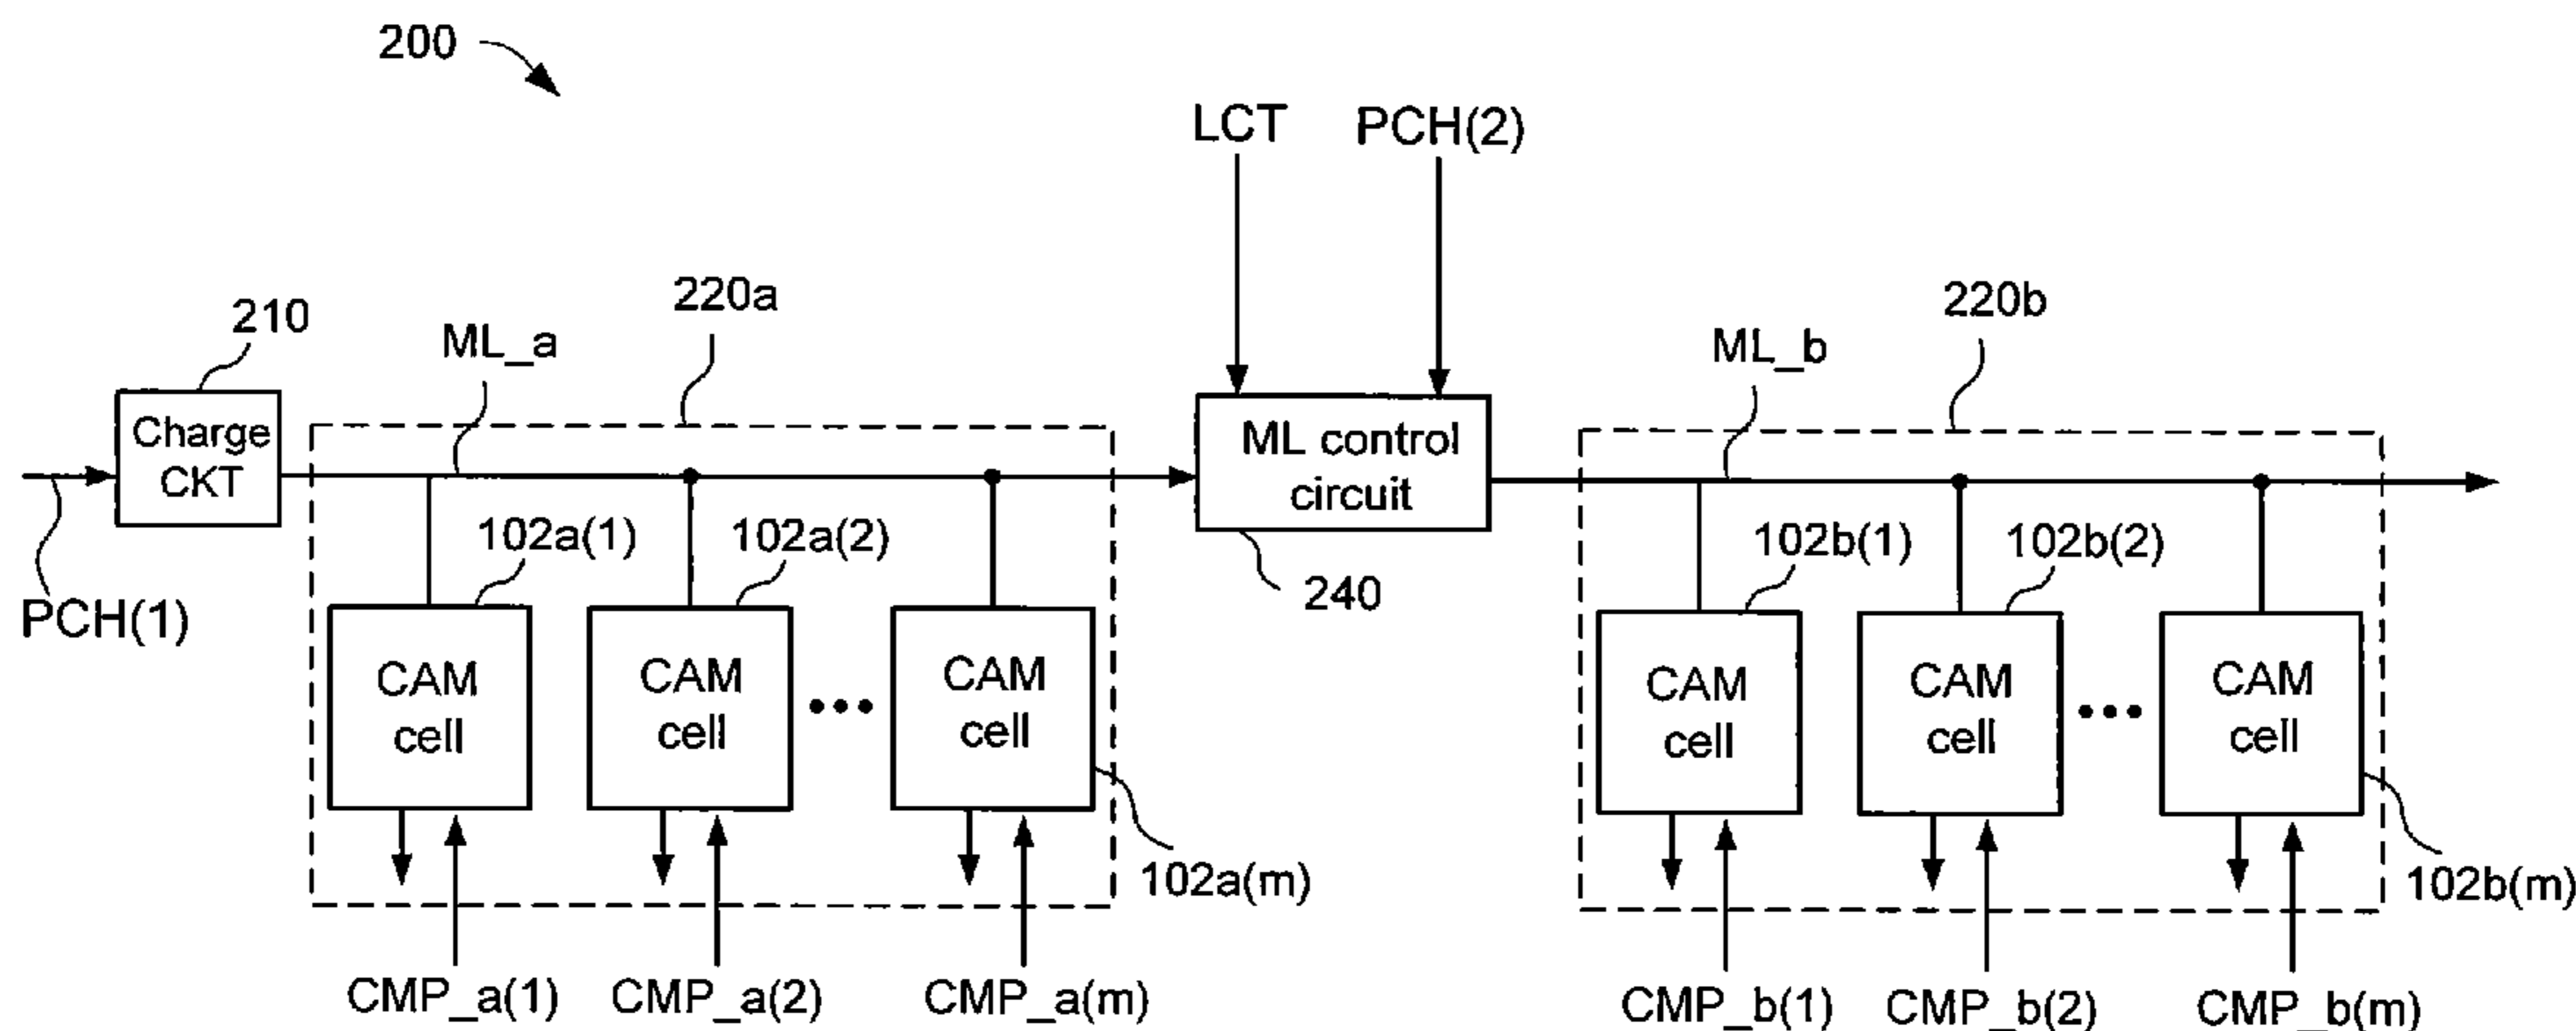 200
LCT
PCH(2)
220a
220b
210
ML_a
ML_b
Charge
CKT
ML control
circuit
PCH(1)
102a(1)
102a(2)
240
102b(1)
102b(2)
CAM
cell
CAM
cell
CAM
cell
CAM
cell
CAM
cell
CAM
cell
102a(m)
102b(m)
CMP_a(1)
CMP_a(2)
CMP_a(m)
CMP_b(1)
CMP_b(2)
CMP_b(m)